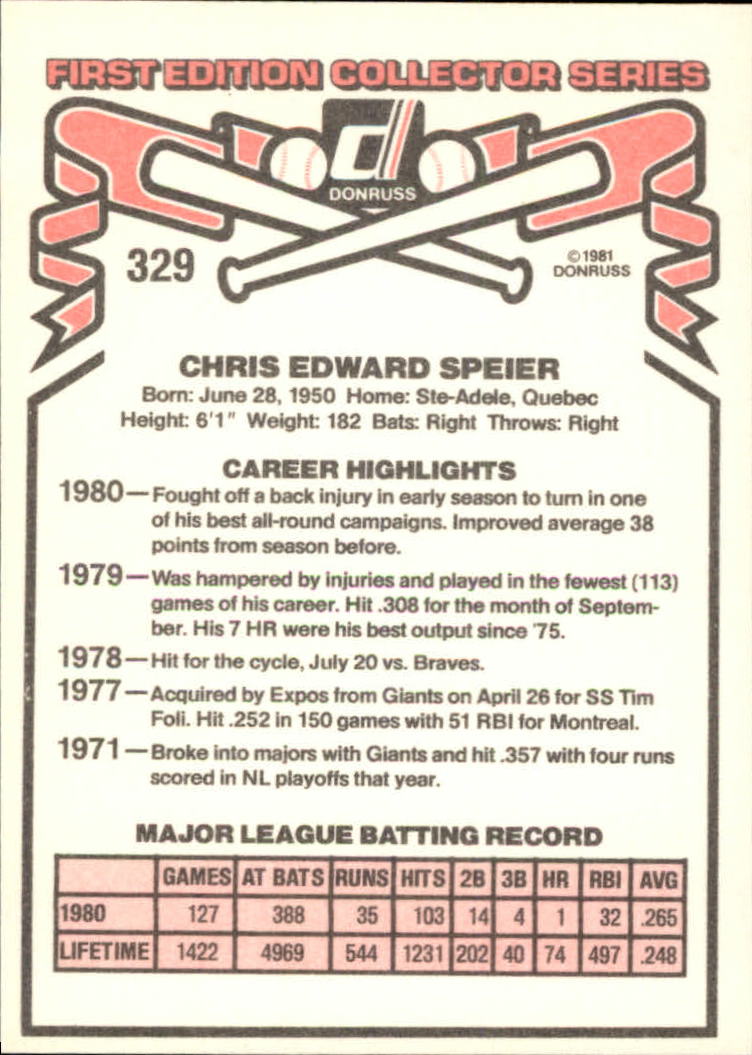 FIRST EDITION COLLECTOR SERIES
d
DONRUSS
329
© 1981
DONRUSS
CHRIS EDWARD SPEIER
Born: June 28, 1950 Home: Ste-Adele, Quebec
Height: 6'1" Weight: 182 Bats: Right Throws: Right
CAREER HIGHLIGHTS
1980—Fought off a back injury in early season to turn in one
of his best all-round campaigns. Improved average 38
points from season before.
1979—Was hampered by injuries and played in the fewest (113)
games of his career. Hit .308 for the month of Septem-
ber. His 7 HR were his best output since '75.
1978—Hit for the cycle, July 20 vs. Braves.
1977—Acquired by Expos from Giants on April 26 for SS Tim
Foli. Hit .252 in 150 games with 51 RBI for Montreal.
1971—Broke into majors with Giants and hit .357 with four runs
scored in NL playoffs that year.
MAJOR LEAGUE BATTING RECORD
GAMES AT BATS RUNS HITS 2B 3B HR RBI AVG
1980 127 388 35 103 14 4 1 32 .265
LIFETIME 1422 4969 544 1231 202 40 74 497 .248